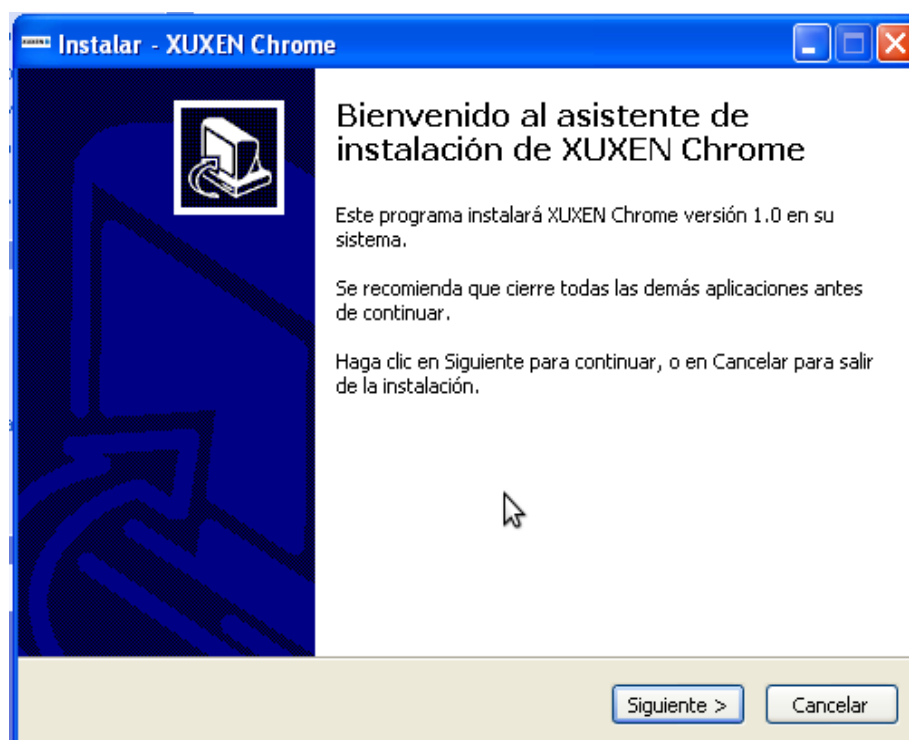 Instalar - XUXEN Chrome
Bienvenido al asistente de
instalación de XUXEN Chrome
Este programa instalará XUXEN Chrome versión 1.0 en su
sistema.
Se recomienda que cierre todas las demás aplicaciones antes
de continuar.
Haga clic en Siguiente para continuar, o en Cancelar para salir
de la instalación.
Siguiente >
Cancelar